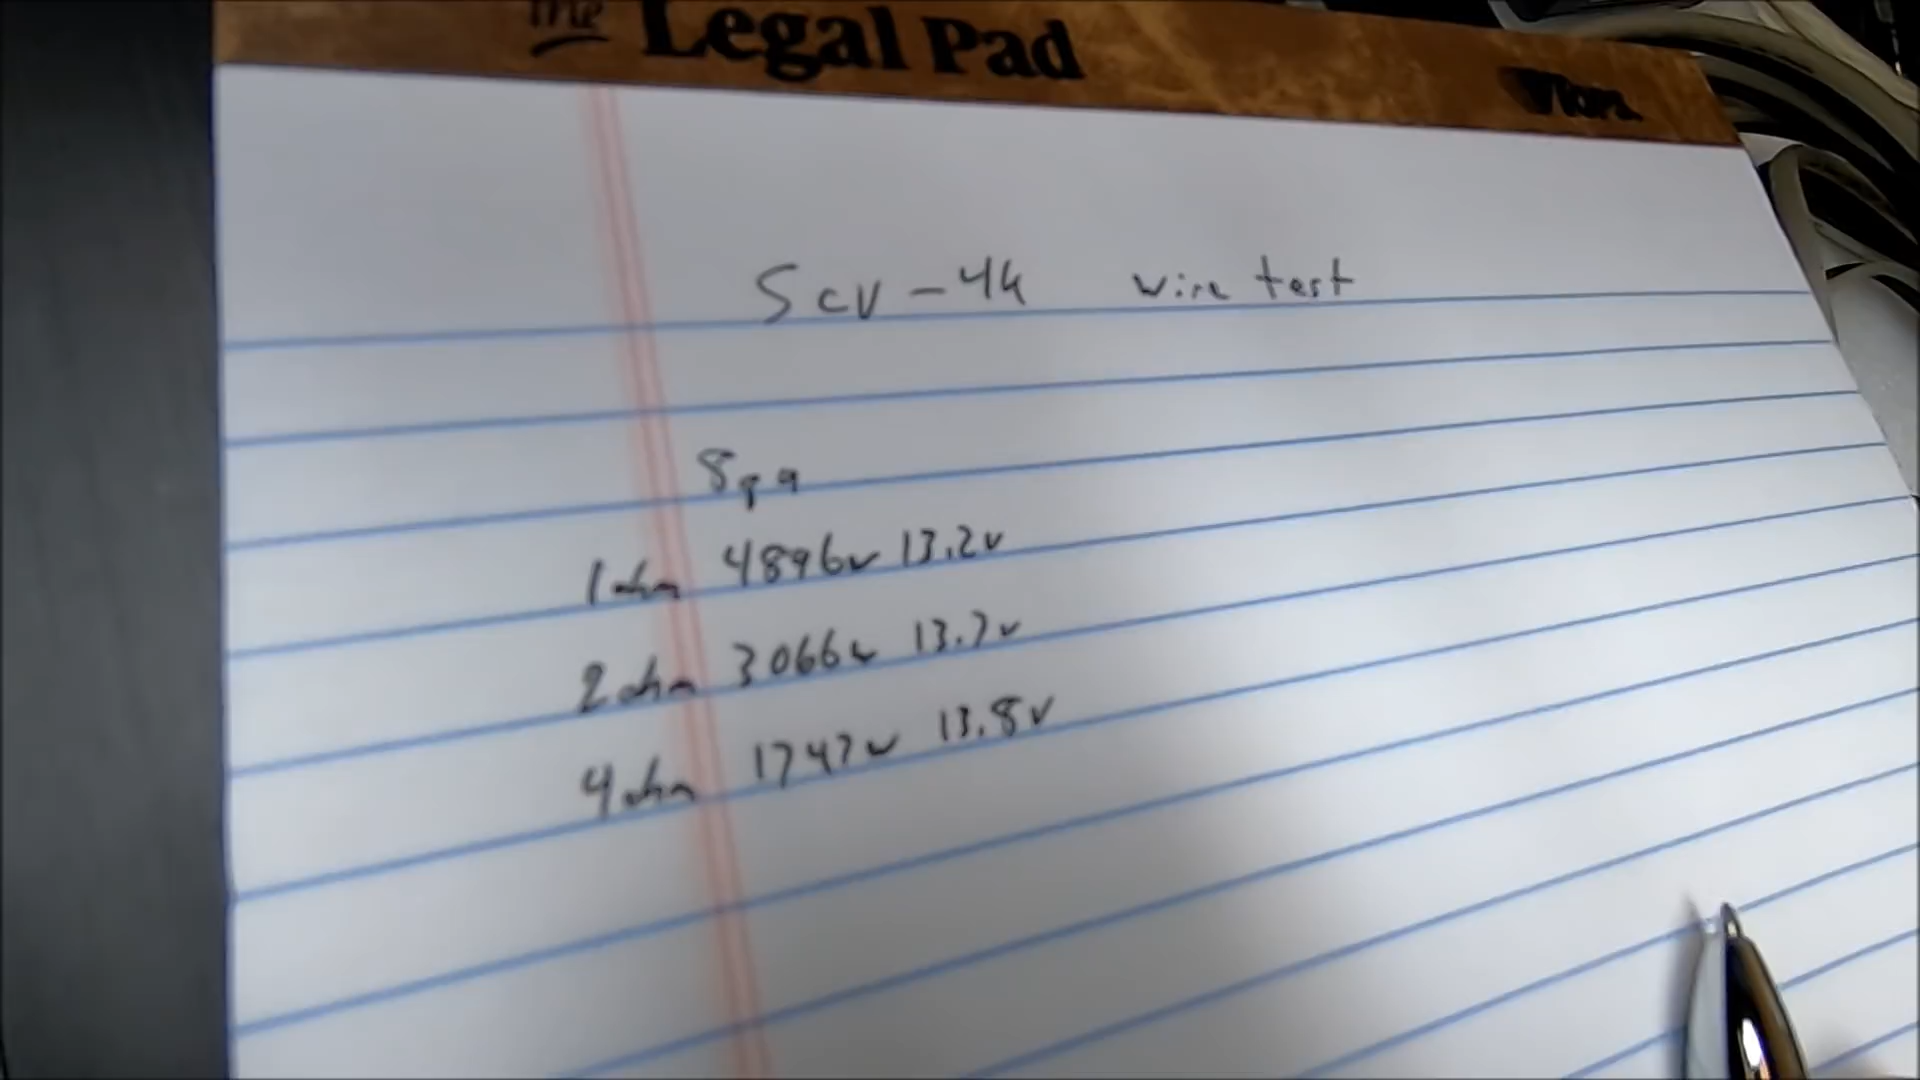 The Legal Pad
Scv-4k wire test
8ga
1ohm 4896w 13.2v
2ohm 3066w 13.7v
4ohm 1747w 13.8v